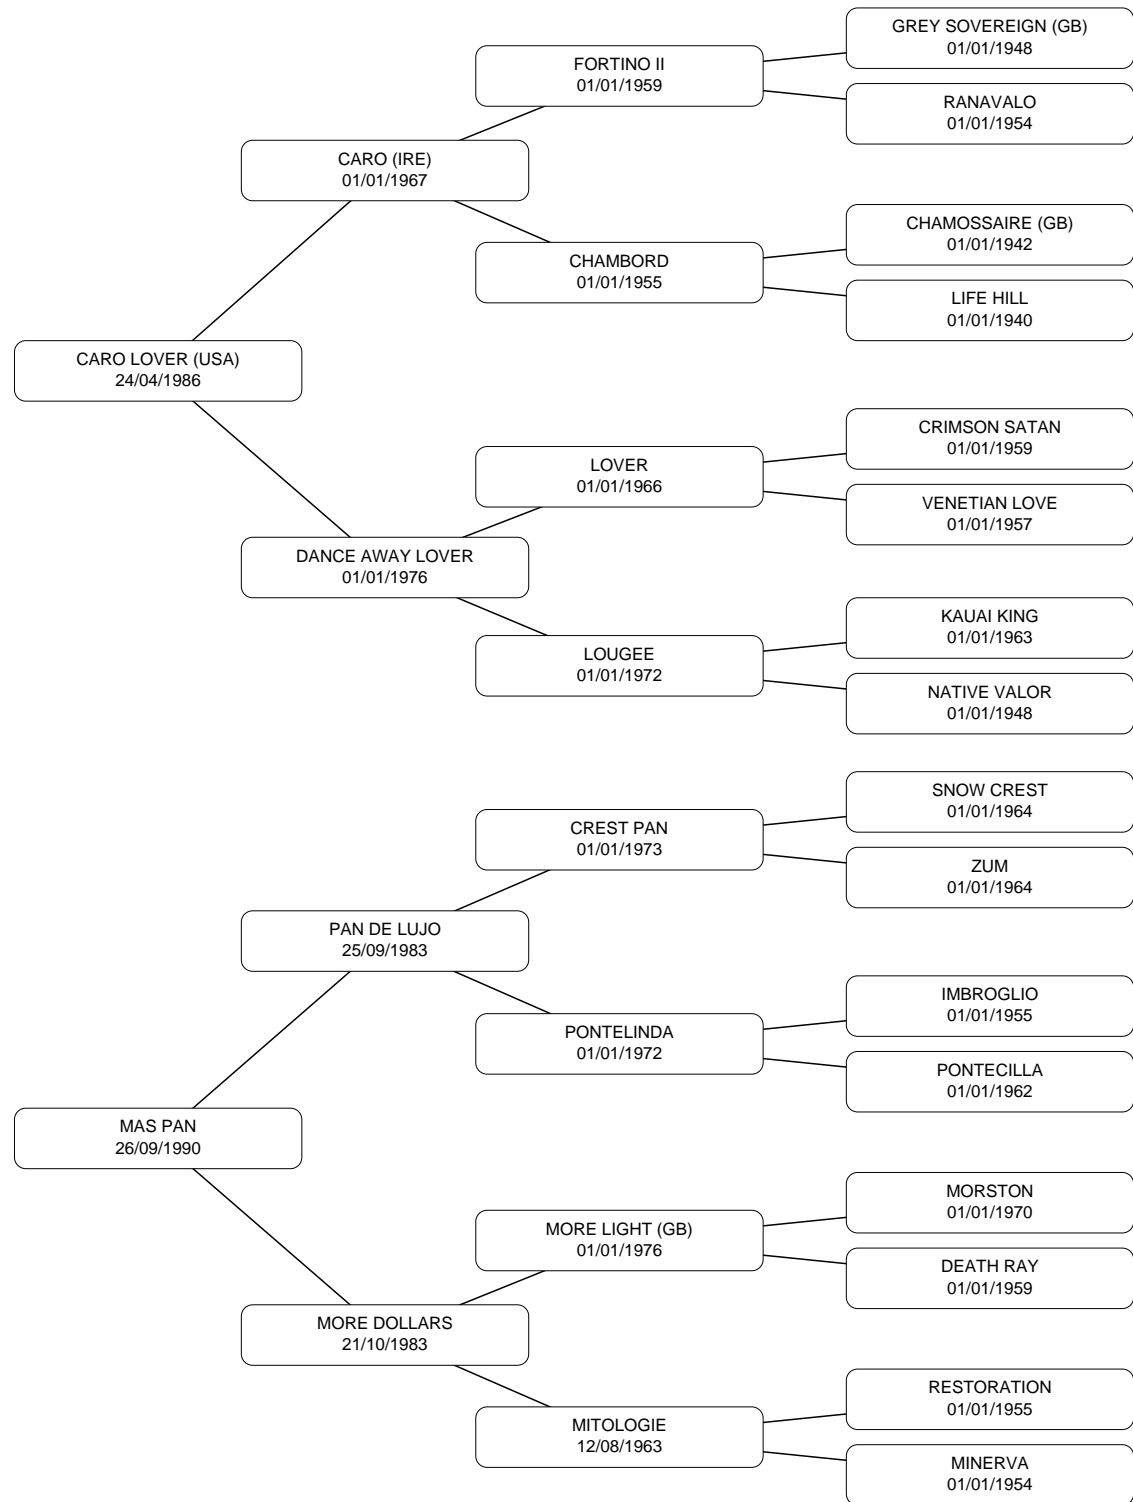 GREY SOVEREIGN (GB)
01/01/1948
FORTINO II
01/01/1959
RANAVALO
01/01/1954
CARO (IRE)
01/01/1967
CHAMOSSAIRE (GB)
01/01/1942
CHAMBORD
01/01/1955
LIFE HILL
01/01/1940
CARO LOVER (USA)
24/04/1986
CRIMSON SATAN
01/01/1959
LOVER
01/01/1966
VENETIAN LOVE
01/01/1957
DANCE AWAY LOVER
01/01/1976
KAUAI KING
01/01/1963
LOUGEE
01/01/1972
NATIVE VALOR
01/01/1948
SNOW CREST
01/01/1964
CREST PAN
01/01/1973
ZUM
01/01/1964
PAN DE LUJO
25/09/1983
IMBROGLIO
01/01/1955
PONTELINDA
01/01/1972
PONTECILLA
01/01/1962
MAS PAN
26/09/1990
MORSTON
01/01/1970
MORE LIGHT (GB)
01/01/1976
DEATH RAY
01/01/1959
MORE DOLLARS
21/10/1983
RESTORATION
01/01/1955
MITOLOGIE
12/08/1963
MINERVA
01/01/1954